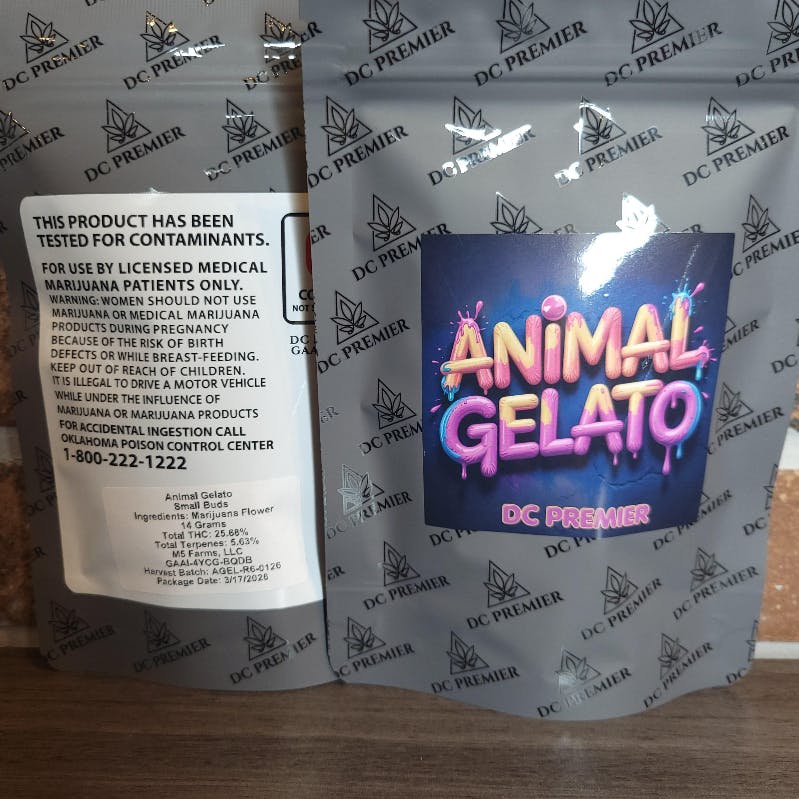 DC PREMIER
THIS PRODUCT HAS BEEN
TESTED FOR CONTAMINANTS.
FOR USE BY LICENSED MEDICAL
MARIJUANA PATIENTS ONLY.
WARNING: WOMEN SHOULD NOT USE
MARIJUANA OR MEDICAL MARIJUANA
PRODUCTS DURING PREGNANCY
BECAUSE OF THE RISK OF BIRTH
DEFECTS OR WHILE BREAST-FEEDING.
KEEP OUT OF REACH OF CHILDREN.
IT IS ILLEGAL TO DRIVE A MOTOR VEHICLE
WHILE UNDER THE INFLUENCE OF
MARIJUANA OR MARIJUANA PRODUCTS
FOR ACCIDENTAL INGESTION CALL
OKLAHOMA POISON CONTROL CENTER
1-800-222-1222
Animal Gelato
Small Buds
Ingredients: Marijuana Flower
14 Grams
Total THC: 25.68%
Total Terpenes: 5.63%
M5 Farms, LLC
GAAI-4YCG-BQDB
Harvest Batch: AGEL-R6-0126
Package Date: 3/17/2026
NOT
DC
GAA
ANIMAL
GELATO
DC PREMIER